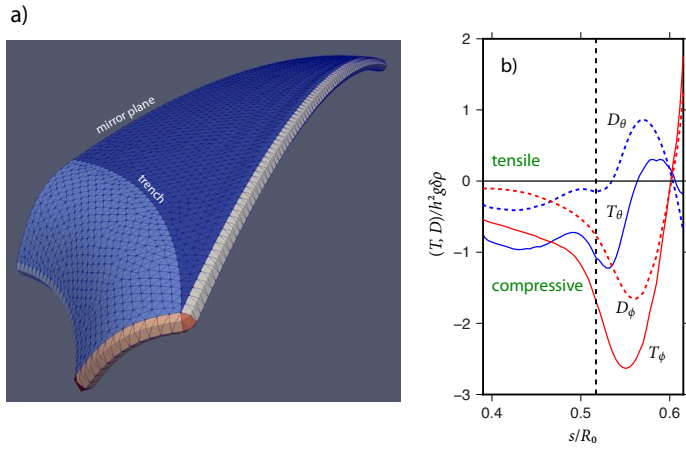 a)
mirror plane
trench
b)
(T, D)/h²gδρ
2
1
0
−1
−2
−3
tensile
compressive
D_θ
T_θ
D_ϕ
T_ϕ
0.4
0.5
0.6
s/R₀